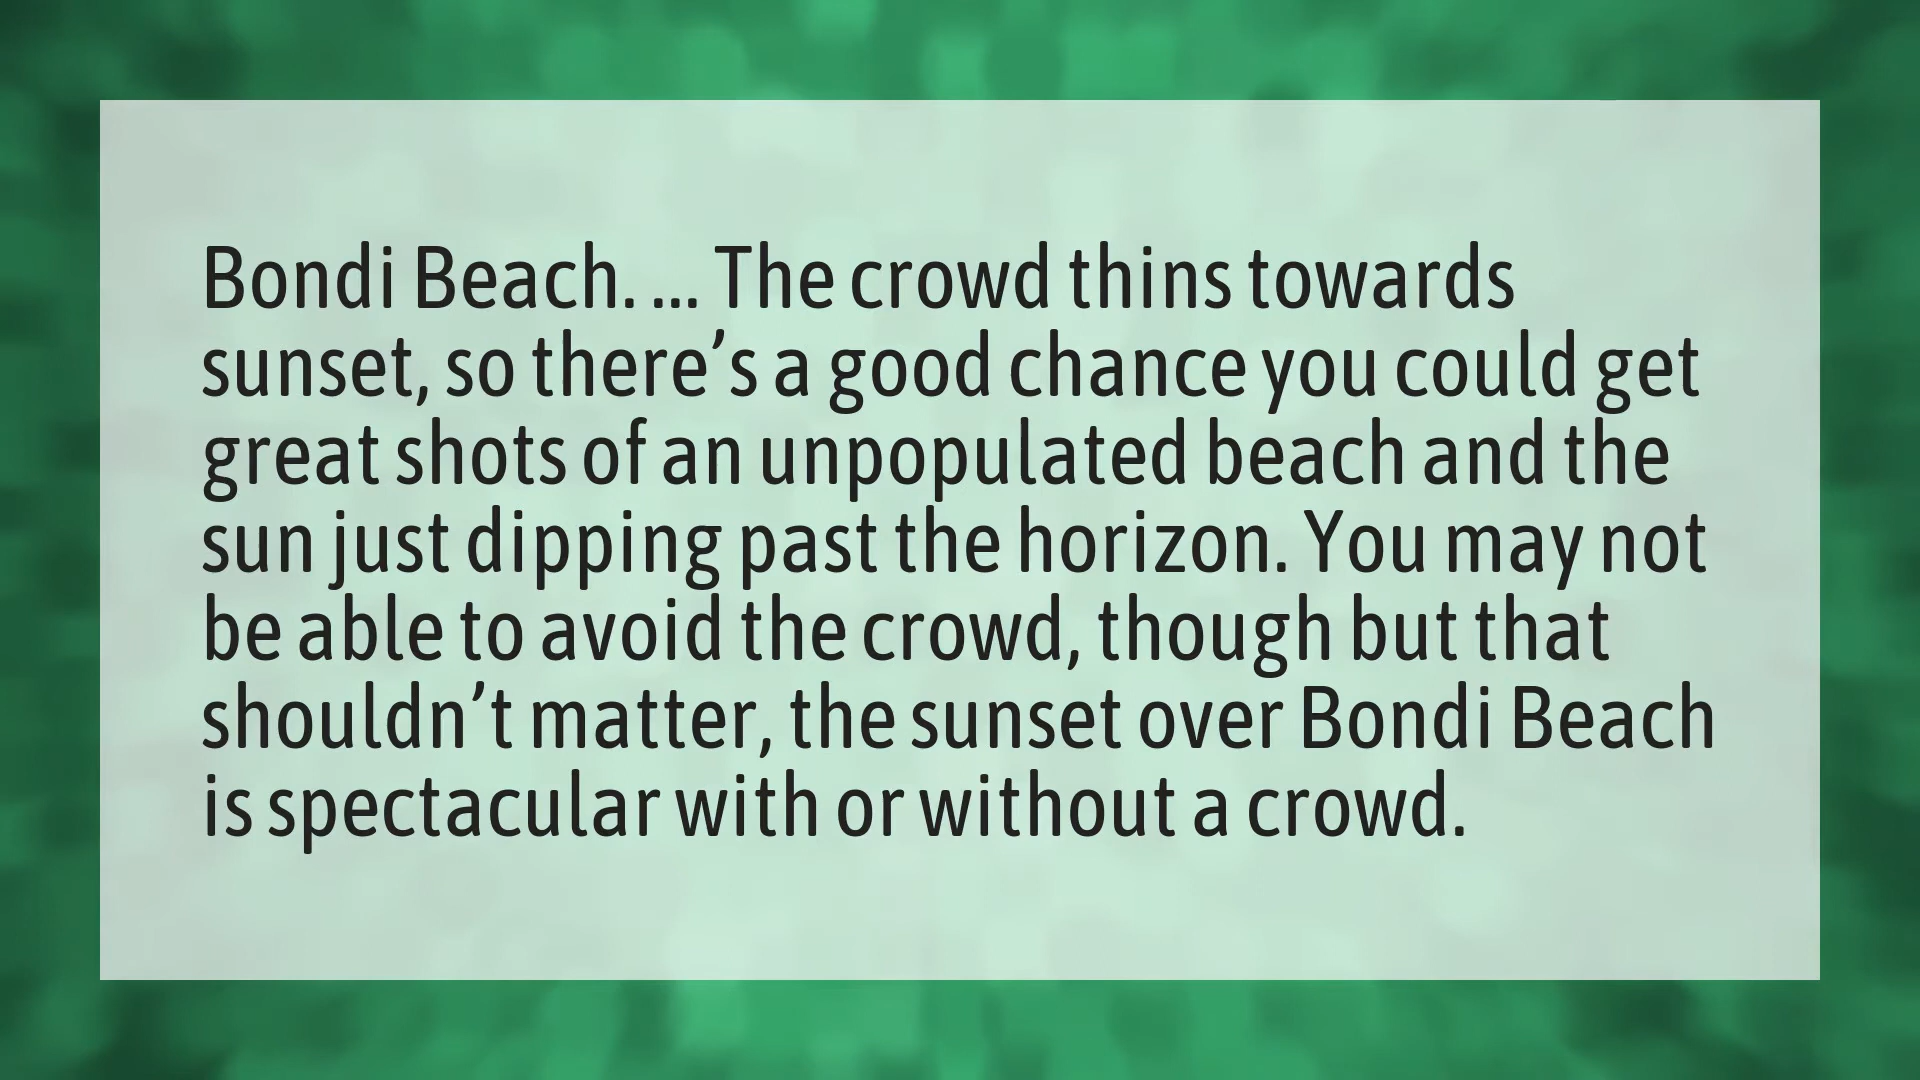 Bondi Beach. ... The crowd thins towards
sunset, so there’s a good chance you could get
great shots of an unpopulated beach and the
sun just dipping past the horizon. You may not
be able to avoid the crowd, though but that
shouldn’t matter, the sunset over Bondi Beach
is spectacular with or without a crowd.